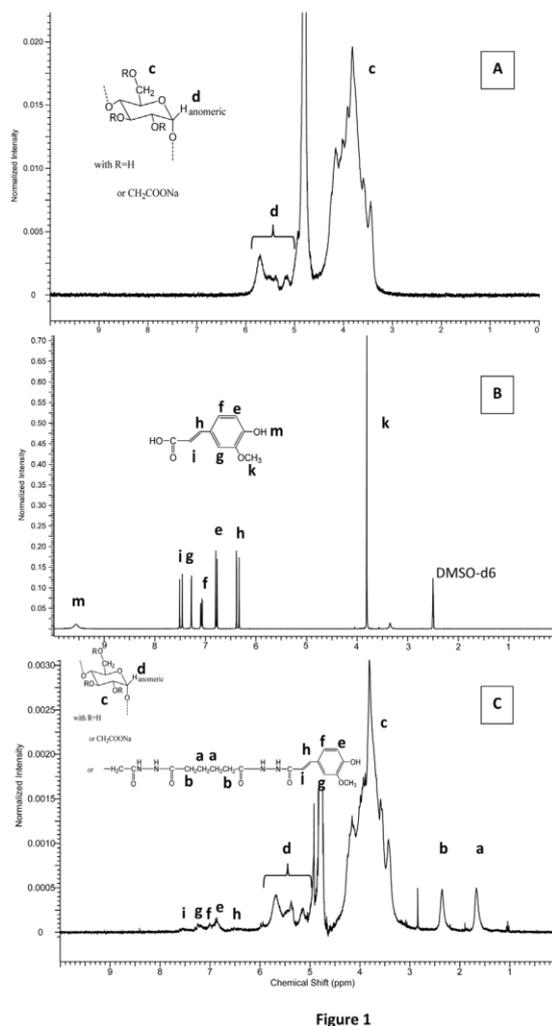 A
Normalized Intensity
0.020
0.015
0.010
0.005
0
c
RO
CH2
d
O
O
RO
H anomeric
OR
O
with R=H
or CH2COONa
d
c
9 8 7 6 5 4 3 2 1 0
B
Normalized Intensity
0.70
0.65
0.60
0.55
0.50
0.45
0.40
0.35
0.30
0.25
0.20
0.15
0.10
0.05
f e
h
HO
OH m
O
i g OCH3
k
k
e h
i g
f
m
DMSO-d6
9 8 7 6 5 4 3 2 1
C
Normalized Intensity
0.0030
0.0025
0.0020
0.0015
0.0010
0.0005
0
RO
CH2
d
O
O
RO
H anomeric
OR
c
O
with R=H
or CH2COONa
c
a a
h f e
H H
N N
OH
b b
i g OCH3
O
d
b a
i g f e h
9 8 7 6 5 4 3 2 1
Chemical Shift (ppm)
Figure 1